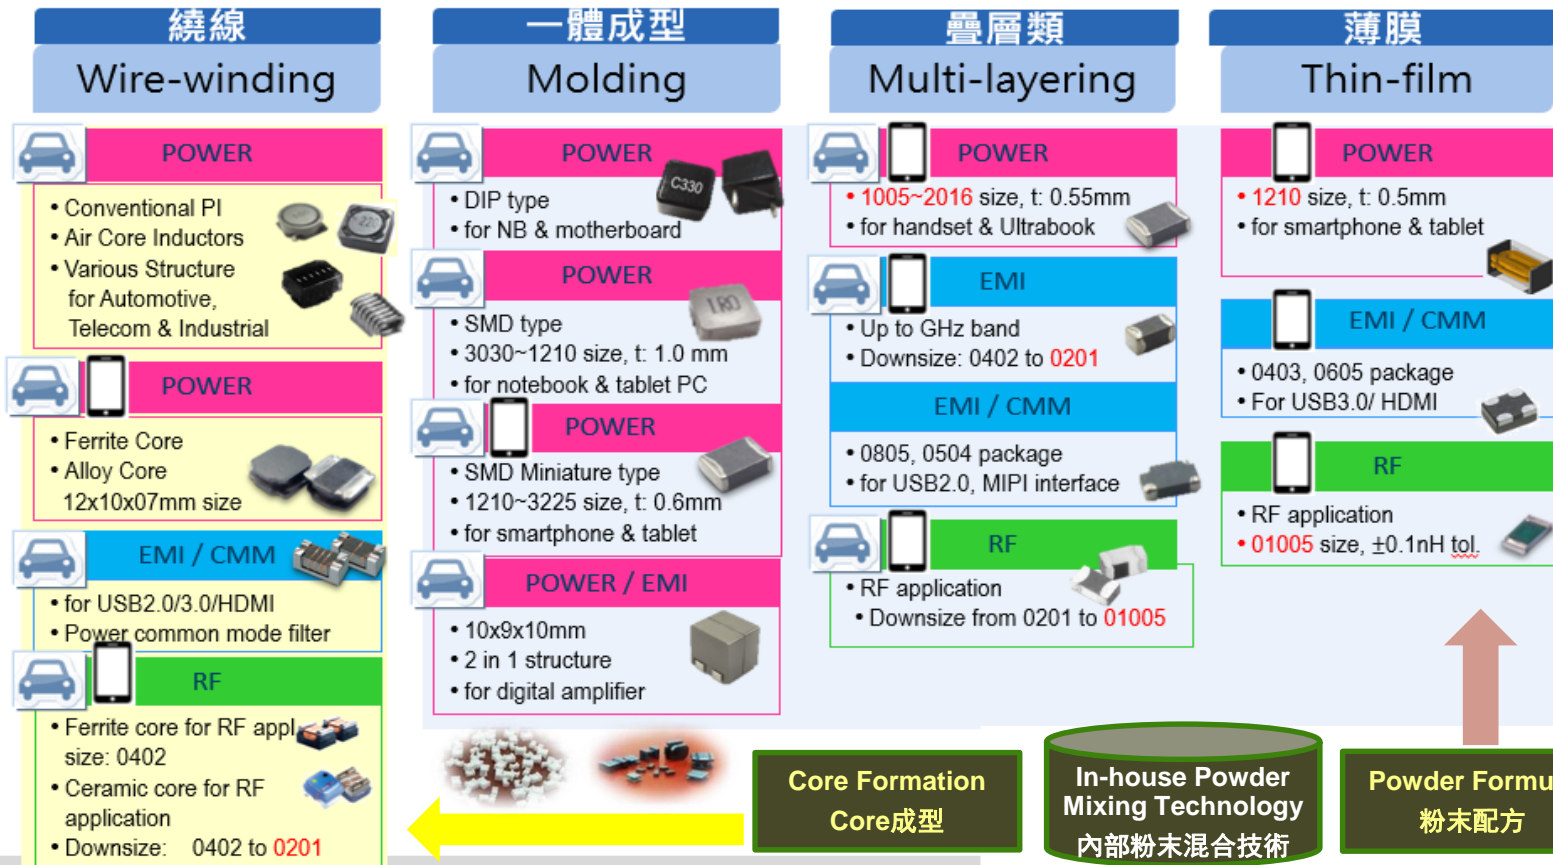 繞線
Wire-winding
POWER
• Conventional PI
• Air Core Inductors
• Various Structure
for Automotive,
Telecom & Industrial
POWER
• Ferrite Core
• Alloy Core
12x10x07mm size
EMI / CMM
• for USB2.0/3.0/HDMI
• Power common mode filter
RF
• Ferrite core for RF appl.
size: 0402
• Ceramic core for RF
application
• Downsize: 0402 to 0201
一體成型
Molding
POWER
C330
• DIP type
• for NB & motherboard
POWER
1R0
• SMD type
• 3030~1210 size, t: 1.0 mm
• for notebook & tablet PC
POWER
• SMD Miniature type
• 1210~3225 size, t: 0.6mm
• for smartphone & tablet
POWER / EMI
• 10x9x10mm
• 2 in 1 structure
• for digital amplifier
疊層類
Multi-layering
POWER
• 1005~2016 size, t: 0.55mm
• for handset & Ultrabook
EMI
• Up to GHz band
• Downsize: 0402 to 0201
EMI / CMM
• 0805, 0504 package
• for USB2.0, MIPI interface
RF
• RF application
• Downsize from 0201 to 01005
薄膜
Thin-film
POWER
• 1210 size, t: 0.5mm
• for smartphone & tablet
EMI / CMM
• 0403, 0605 package
• For USB3.0/ HDMI
RF
• RF application
• 01005 size, ±0.1nH tol.
Core Formation
Core成型
In-house Powder
Mixing Technology
內部粉末混合技術
Powder Formu
粉末配方